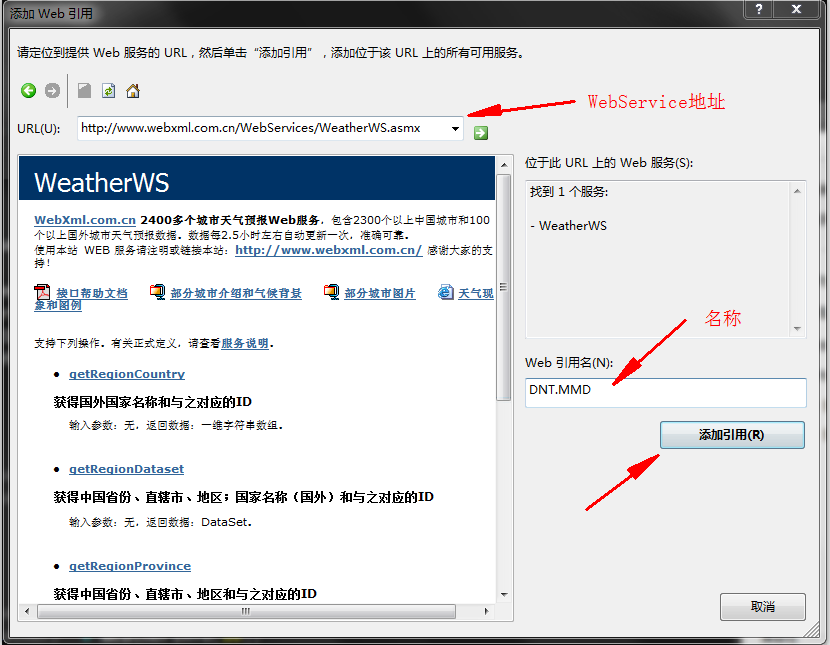 添加 Web 引用
请定位到提供 Web 服务的 URL，然后单击“添加引用”，添加位于该 URL 上的所有可用服务。
WebService地址
URL(U):
http://www.webxml.com.cn/WebServices/WeatherWS.asmx
位于此 URL 上的 Web 服务(S):
WeatherWS
找到 1 个服务:
WebXml.com.cn 2400多个城市天气预报Web服务，包含2300个以上中国城市和100
个以上国外城市天气预报数据。数据每2.5小时左右自动更新一次，准确可靠。
- WeatherWS
使用本站 WEB 服务请注明或链接本站：http://www.webxml.com.cn/ 感谢大家的支
持！
接口帮助文档 部分城市介绍和气候背景 部分城市图片 天气现
象和图例
名称
支持下列操作。有关正式定义，请查看服务说明。
Web 引用名(N):
DNT.MMD
• getRegionCountry
获得国外国家名称和与之对应的ID
输入参数：无，返回数据：一维字符串数组。
添加引用(R)
• getRegionDataset
获得中国省份、直辖市、地区；国家名称（国外）和与之对应的ID
输入参数：无，返回数据：DataSet。
• getRegionProvince
获得中国省份、直辖市、地区和与之对应的ID
取消